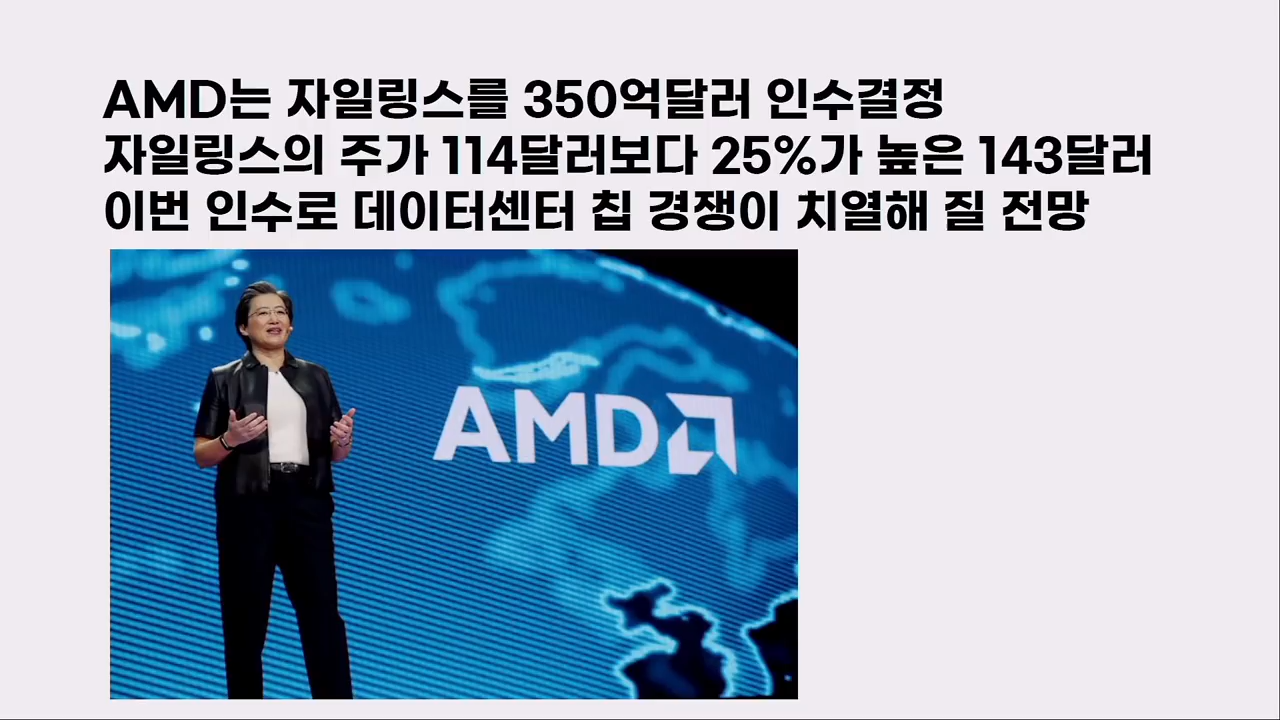 AMD는 자일링스를 350억달러 인수결정
자일링스의 주가 114달러보다 25%가 높은 143달러
이번 인수로 데이터센터 칩 경쟁이 치열해 질 전망
AMD